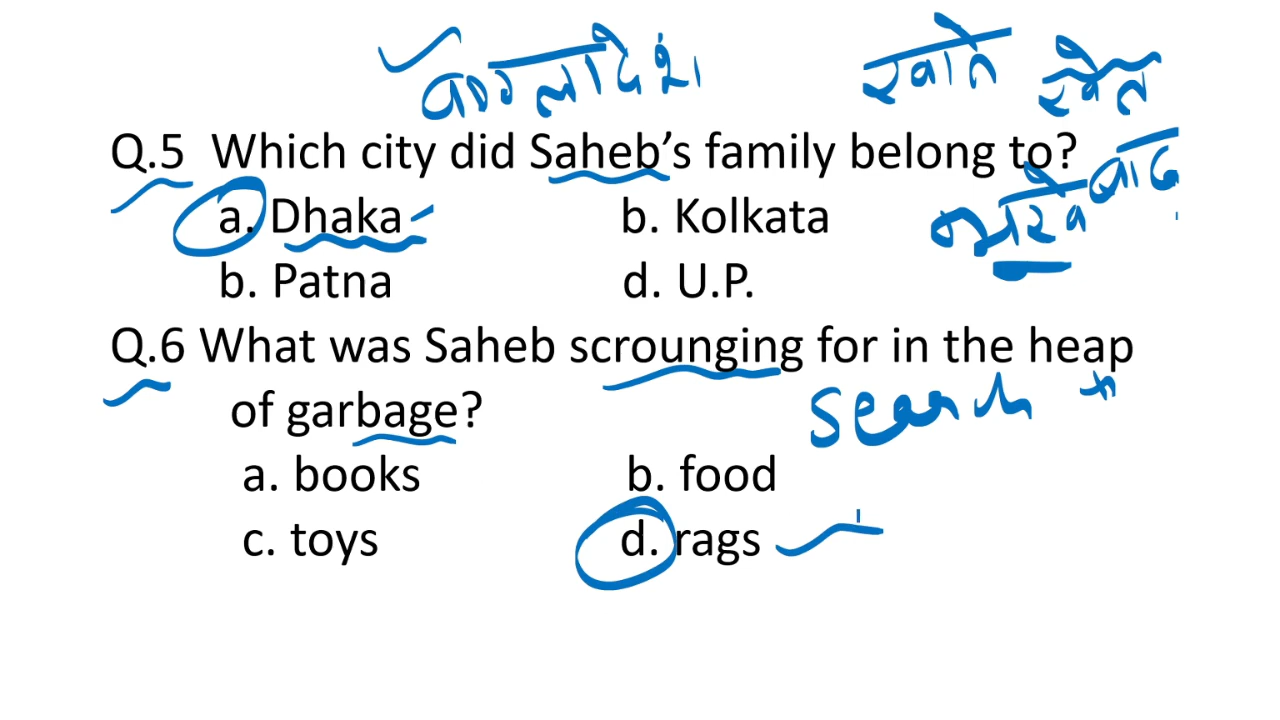 बांग्लादेश
खाने खेत
Q.5 Which city did Saheb's family belong to?
a. Dhaka b. Kolkata
b. Patna d. U.P.
Q.6 What was Saheb scrounging for in the heap
search
of garbage?
a. books b. food
c. toys d. rags